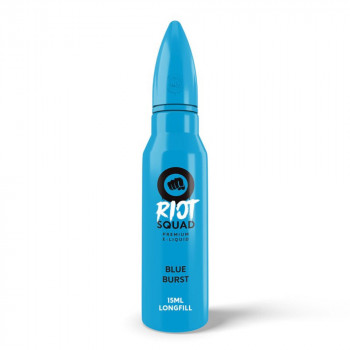 RIOT
SQUAD
PREMIUM
E LIQUID
BLUE
BURST
15ML
LONGFILL